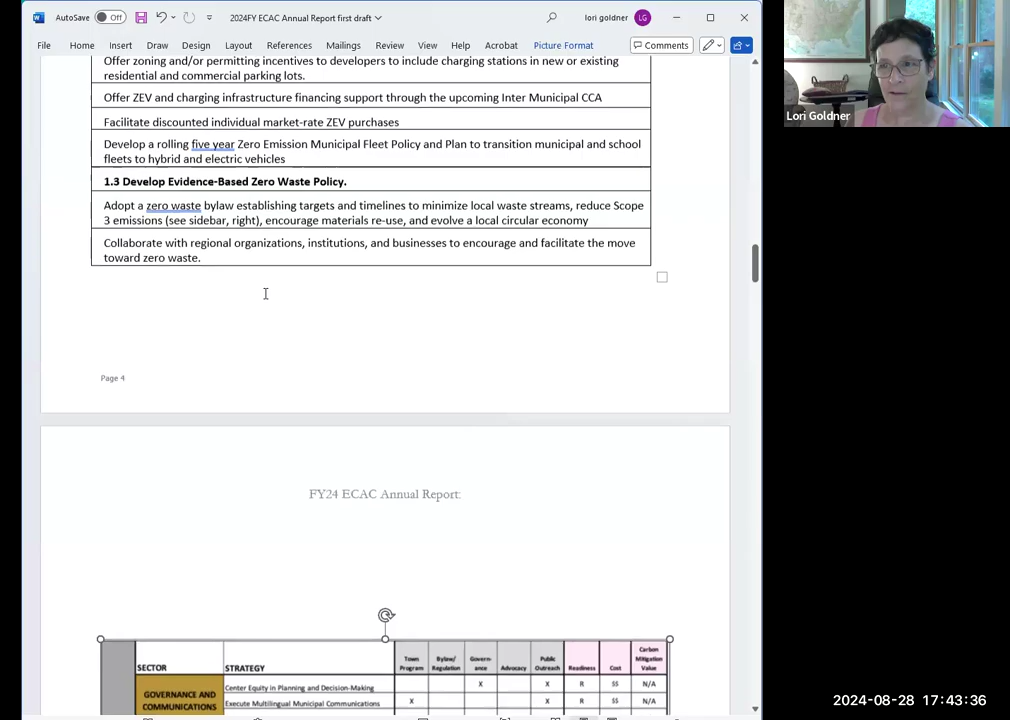 AutoSave Off 2024FY ECAC Annual Report first draft lori goldner LG
File Home Insert Draw Design Layout References Mailings Review View Help Acrobat Picture Format Comments
Offer zoning and/or permitting incentives to developers to include charging stations in new or existing
residential and commercial parking lots.
Offer ZEV and charging infrastructure financing support through the upcoming Inter Municipal CCA
Facilitate discounted individual market-rate ZEV purchases
Develop a rolling five year Zero Emission Municipal Fleet Policy and Plan to transition municipal and school
fleets to hybrid and electric vehicles
1.3 Develop Evidence-Based Zero Waste Policy.
Adopt a zero waste bylaw establishing targets and timelines to minimize local waste streams, reduce Scope
3 emissions (see sidebar, right), encourage materials re-use, and evolve a local circular economy
Collaborate with regional organizations, institutions, and businesses to encourage and facilitate the move
toward zero waste.
Page 4
FY24 ECAC Annual Report:
SECTOR STRATEGY Town Program Bylaw/ Regulation Govern-ance Advocacy Public Outreach Readiness Cost Carbon Mitigation Value
GOVERNANCE AND COMMUNICATIONS
Center Equity in Planning and Decision-Making X X R $$ N/A
Execute Multilingual Municipal Communications X X R $$ N/A
Lori Goldner
2024-08-28 17:43:36